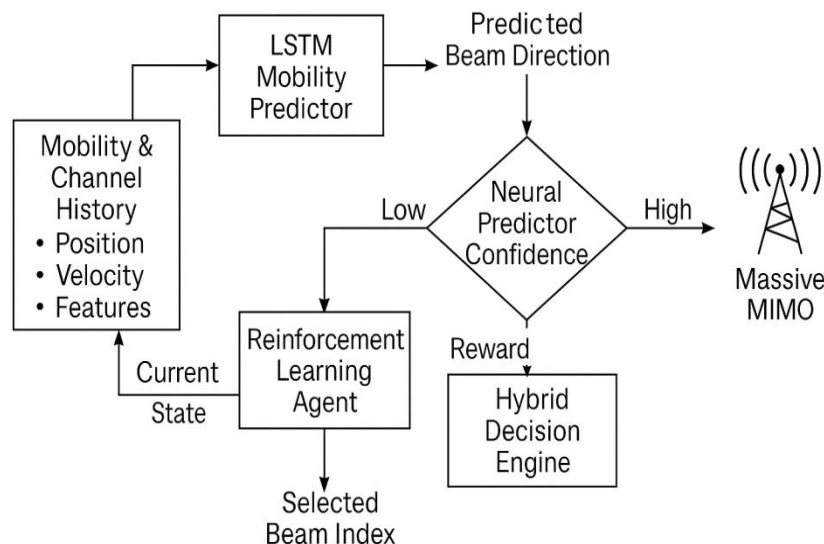 LSTM
Mobility
Predictor
Predicted
Beam Direction
Mobility &
Channel
History
• Position
• Velocity
• Features
Neural
Predictor
Confidence
Low
High
Massive
MIMO
Reinforcement
Learning
Agent
Current
State
Reward
Hybrid
Decision
Engine
Selected
Beam Index